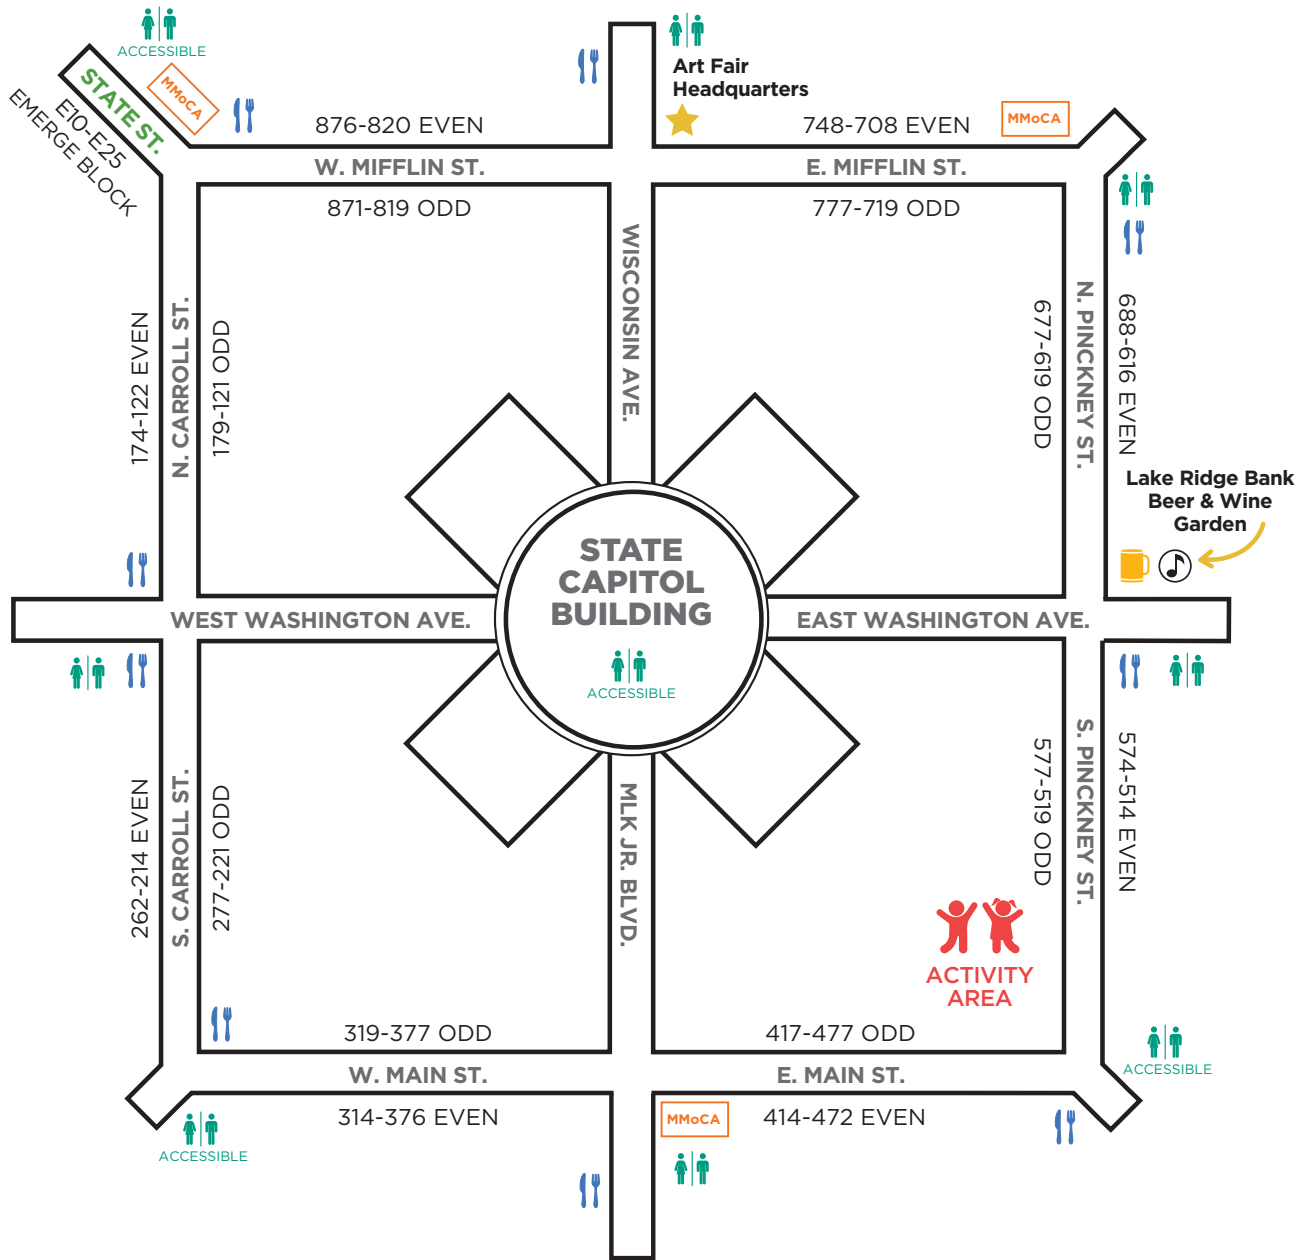 ACCESSIBLE
STATE ST.
MMoCA
E10-E25
EMERGE BLOCK
Art Fair
Headquarters
876-820 EVEN
748-708 EVEN
MMoCA
W. MIFFLIN ST.
E. MIFFLIN ST.
871-819 ODD
777-719 ODD
WISCONSIN AVE.
174-122 EVEN
N. CARROLL ST.
179-121 ODD
677-619 ODD
N. PINCKNEY ST.
688-616 EVEN
Lake Ridge Bank
Beer & Wine
Garden
STATE
CAPITOL
BUILDING
ACCESSIBLE
WEST WASHINGTON AVE.
EAST WASHINGTON AVE.
262-214 EVEN
S. CARROLL ST.
277-221 ODD
MLK JR. BLVD.
577-519 ODD
S. PINCKNEY ST.
574-514 EVEN
ACTIVITY
AREA
319-377 ODD
417-477 ODD
ACCESSIBLE
W. MAIN ST.
E. MAIN ST.
314-376 EVEN
MMoCA
414-472 EVEN
ACCESSIBLE